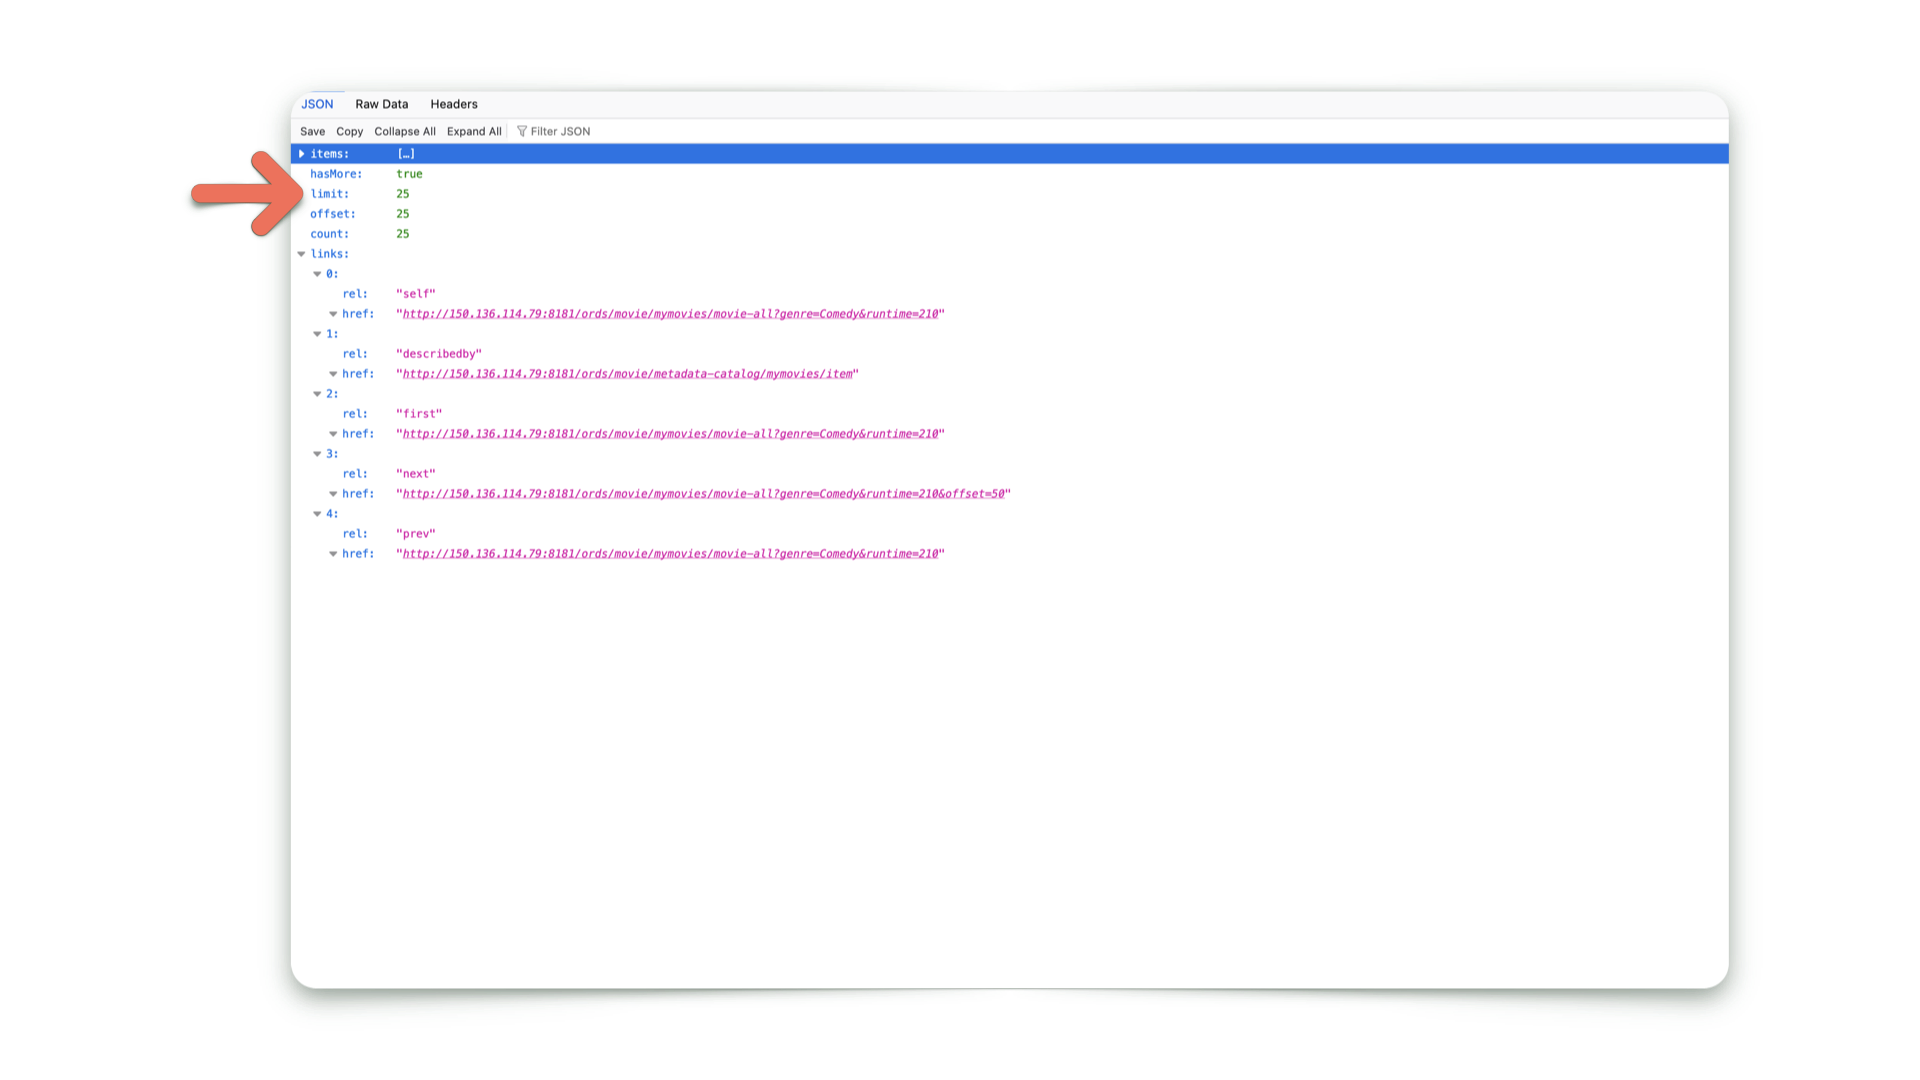 JSON Raw Data Headers
Save Copy Collapse All Expand All Filter JSON
items: […]
hasMore: true
limit: 25
offset: 25
count: 25
links:
0:
rel: "self"
href: "http://150.136.114.79:8181/ords/movie/mymovies/movie-all?genre=Comedy&runtime=210"
1:
rel: "describedby"
href: "http://150.136.114.79:8181/ords/movie/metadata-catalog/mymovies/item"
2:
rel: "first"
href: "http://150.136.114.79:8181/ords/movie/mymovies/movie-all?genre=Comedy&runtime=210"
3:
rel: "next"
href: "http://150.136.114.79:8181/ords/movie/mymovies/movie-all?genre=Comedy&runtime=210&offset=50"
4:
rel: "prev"
href: "http://150.136.114.79:8181/ords/movie/mymovies/movie-all?genre=Comedy&runtime=210"